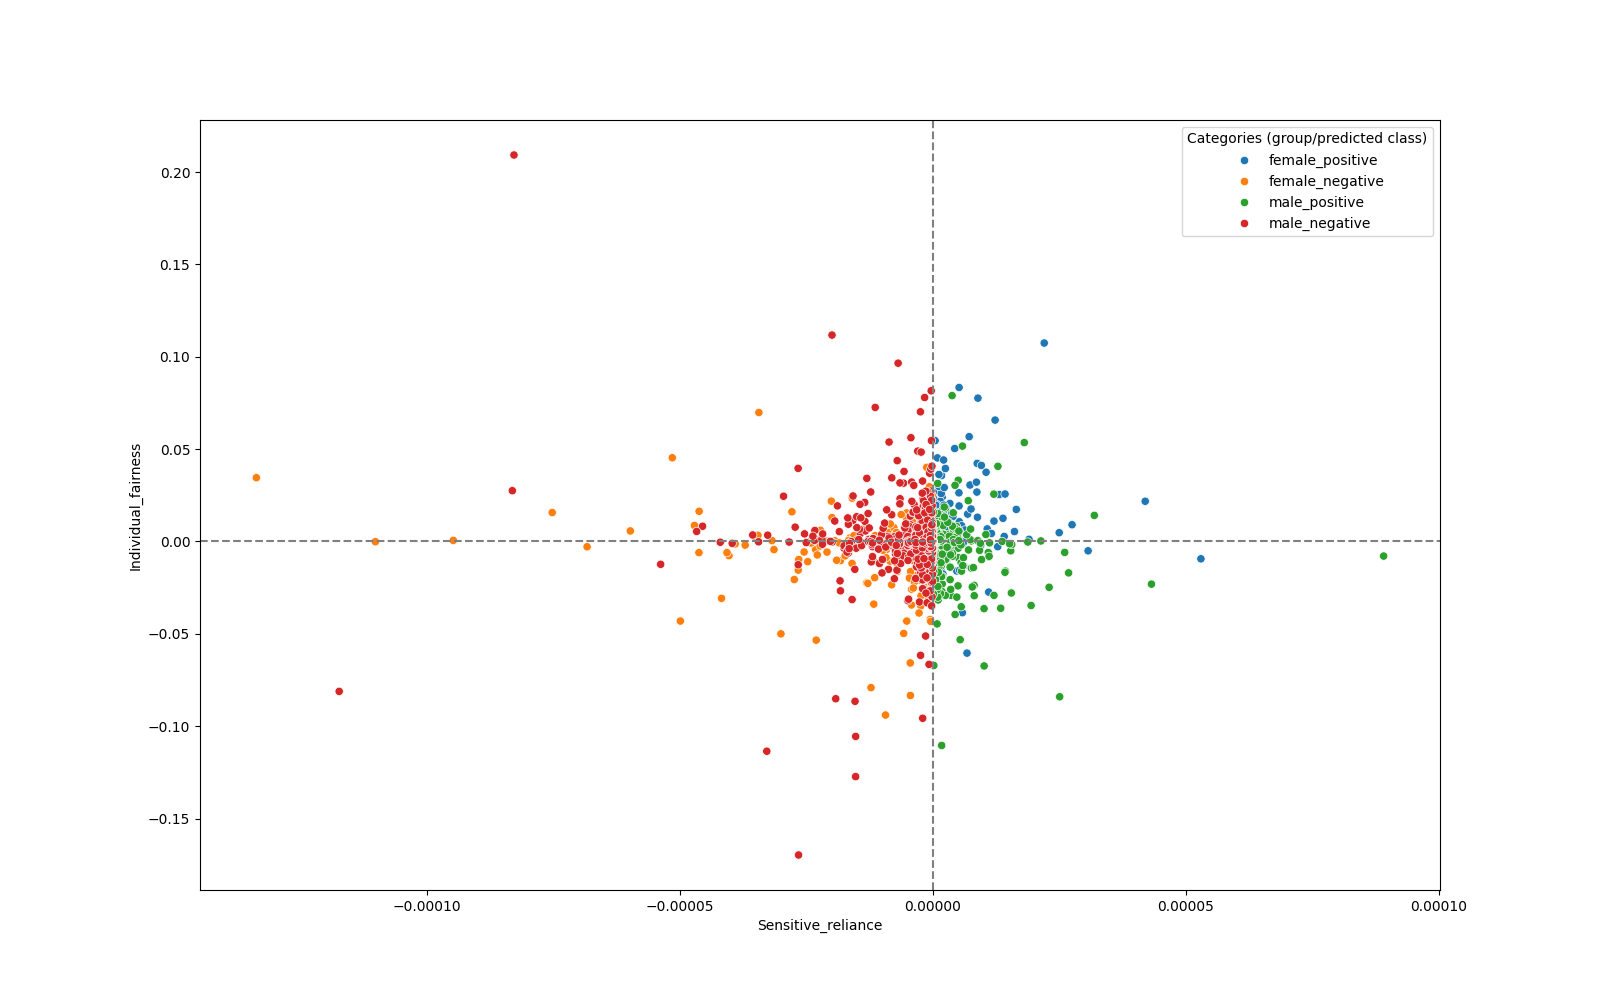 Categories (group/predicted class)
female_positive
female_negative
male_positive
male_negative
0.20
0.15
0.10
0.05
0.00
−0.05
−0.10
−0.15
Individual_fairness
−0.00010
−0.00005
0.00000
0.00005
0.00010
Sensitive_reliance